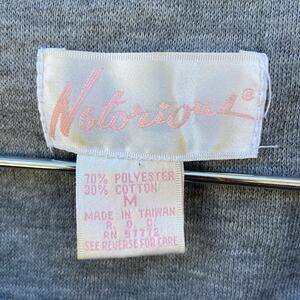 Notorious®
70% POLYESTER
30% COTTON
M
MADE IN TAIWAN
R. O. C.
RN 57772
SEE REVERSE FOR CARE